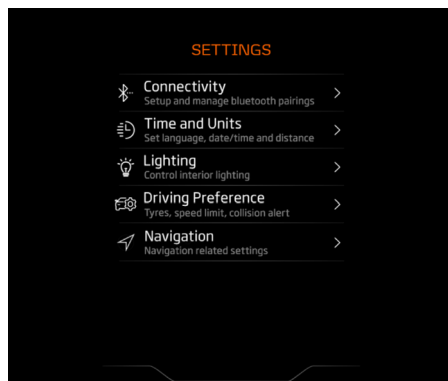 SETTINGS
Connectivity
Setup and manage bluetooth pairings
Time and Units
Set language, date/time and distance
Lighting
Control interior lighting
Driving Preference
Tyres, speed limit, collision alert
Navigation
Navigation related settings